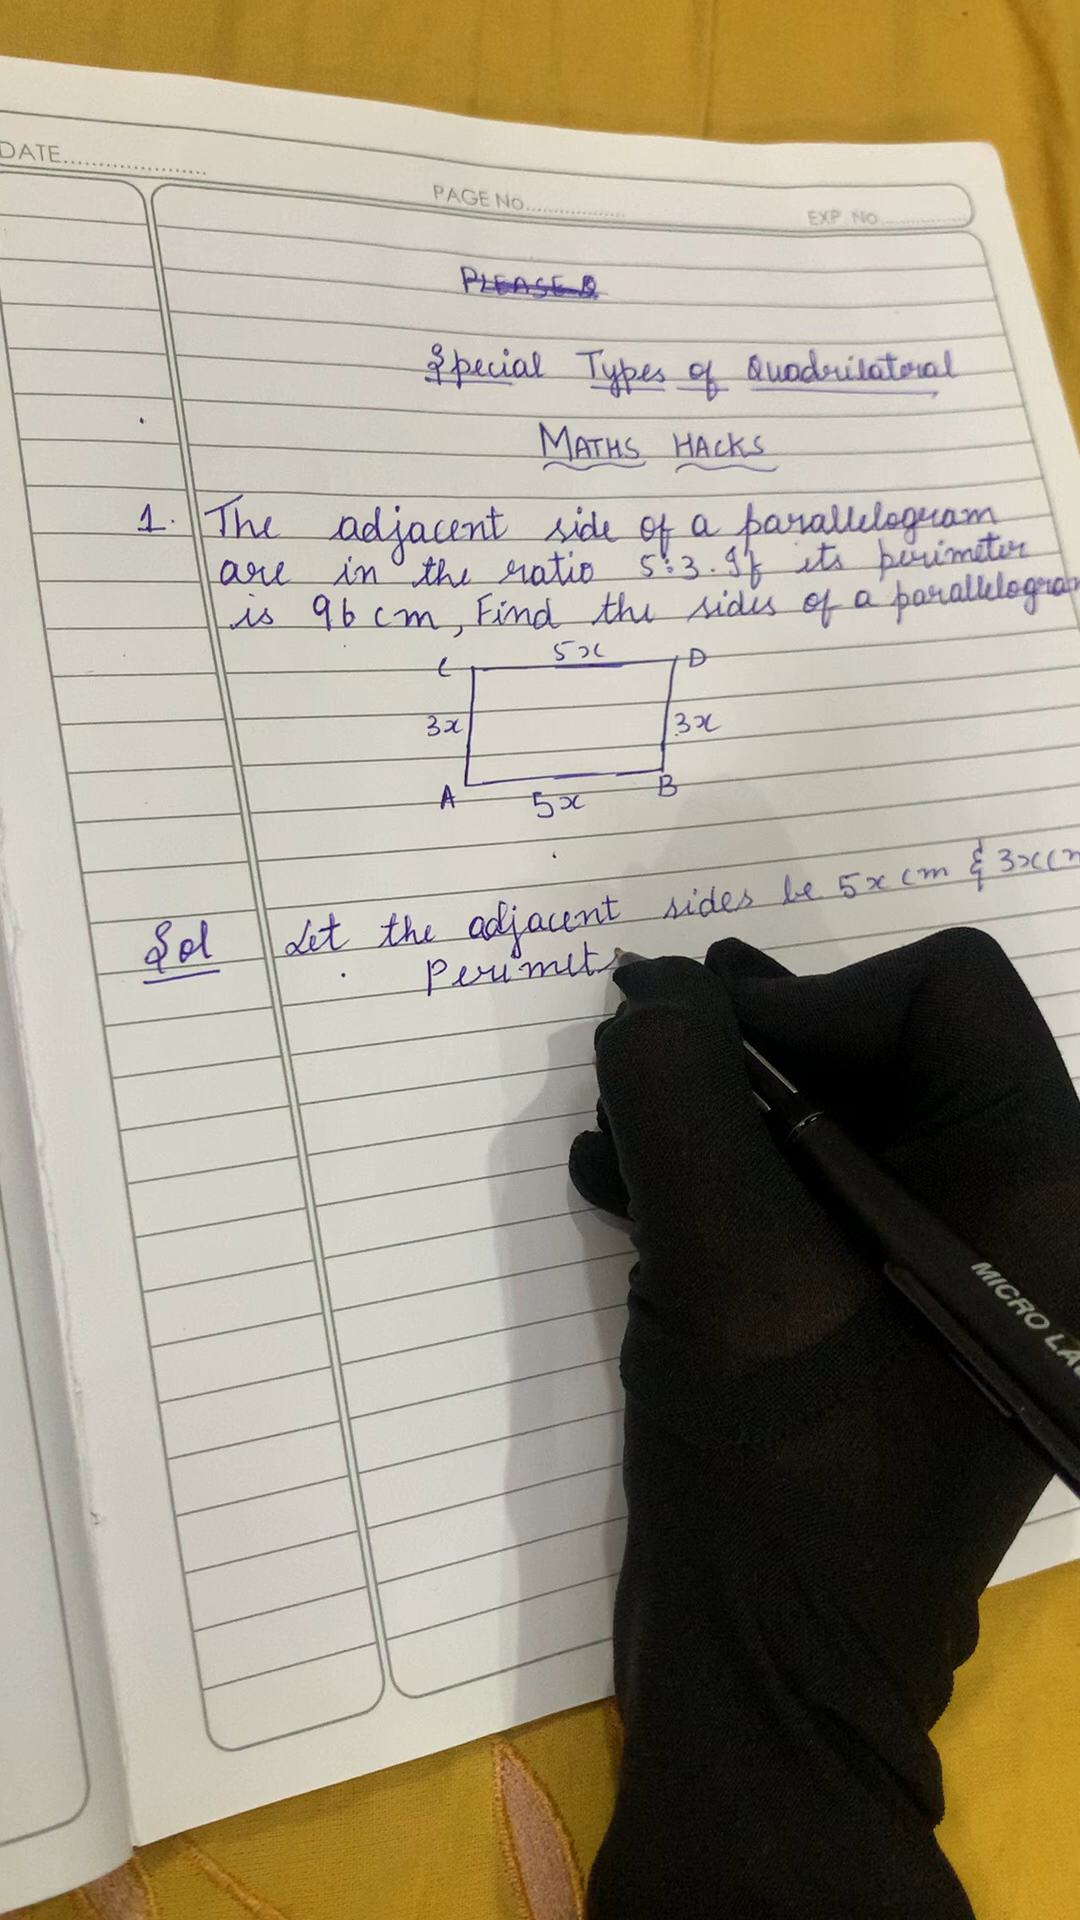 DATE....................
PAGE No..................
EXP. No................
PLEASE
Special Types of Quadrilateral
MATHS HACKS
1. The adjacent side of a parallelogram
are in the ratio 5:3. If its perimeter
is 96 cm, Find the sides of a parallelogram
C 5x D
3x 3x
A 5x B
Sol Let the adjacent sides be 5x cm & 3x cm
Perimet
MICRO